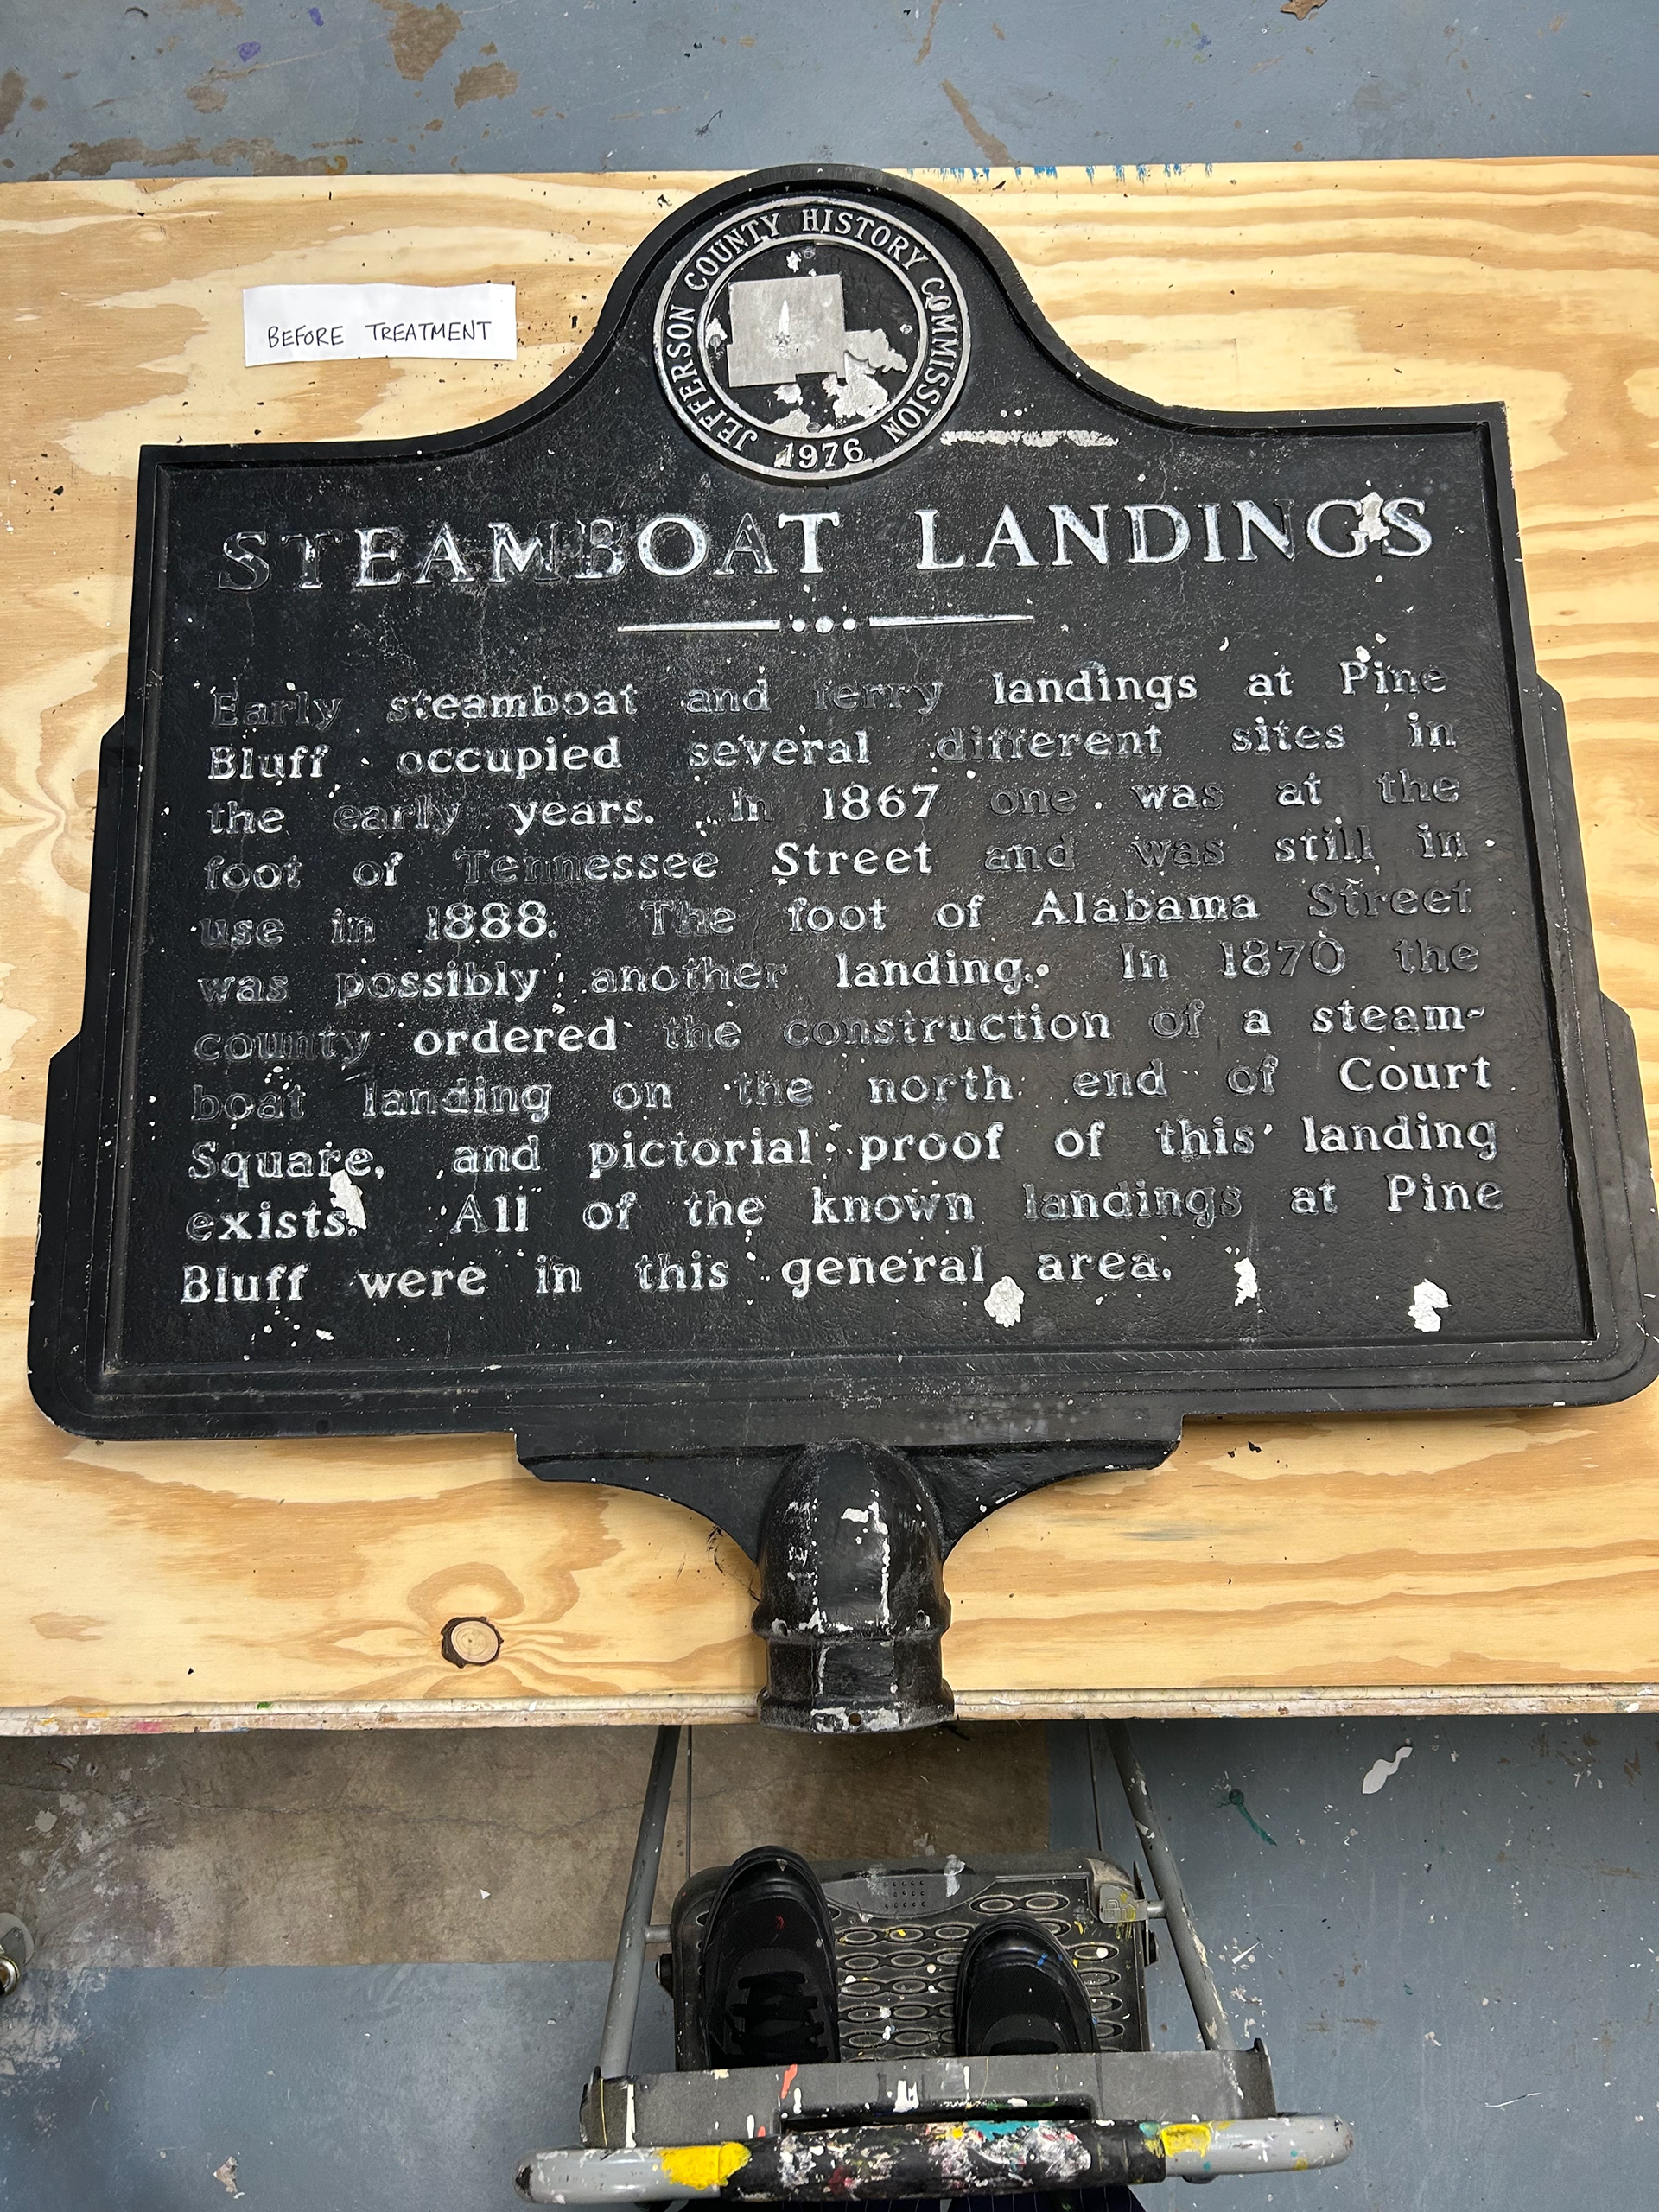 BEFORE TREATMENT
JEFFERSON COUNTY HISTORY COMMISSION
1976
STEAMBOAT LANDINGS
Early steamboat and ferry landings at Pine
Bluff occupied several different sites in
the early years. In 1867 one was at the
foot of Tennessee Street and was still in
use in 1888. The foot of Alabama Street
was possibly another landing. In 1870 the
county ordered the construction of a steam-
boat landing on the north end of Court
Square, and pictorial proof of this landing
exists. All of the known landings at Pine
Bluff were in this general area.